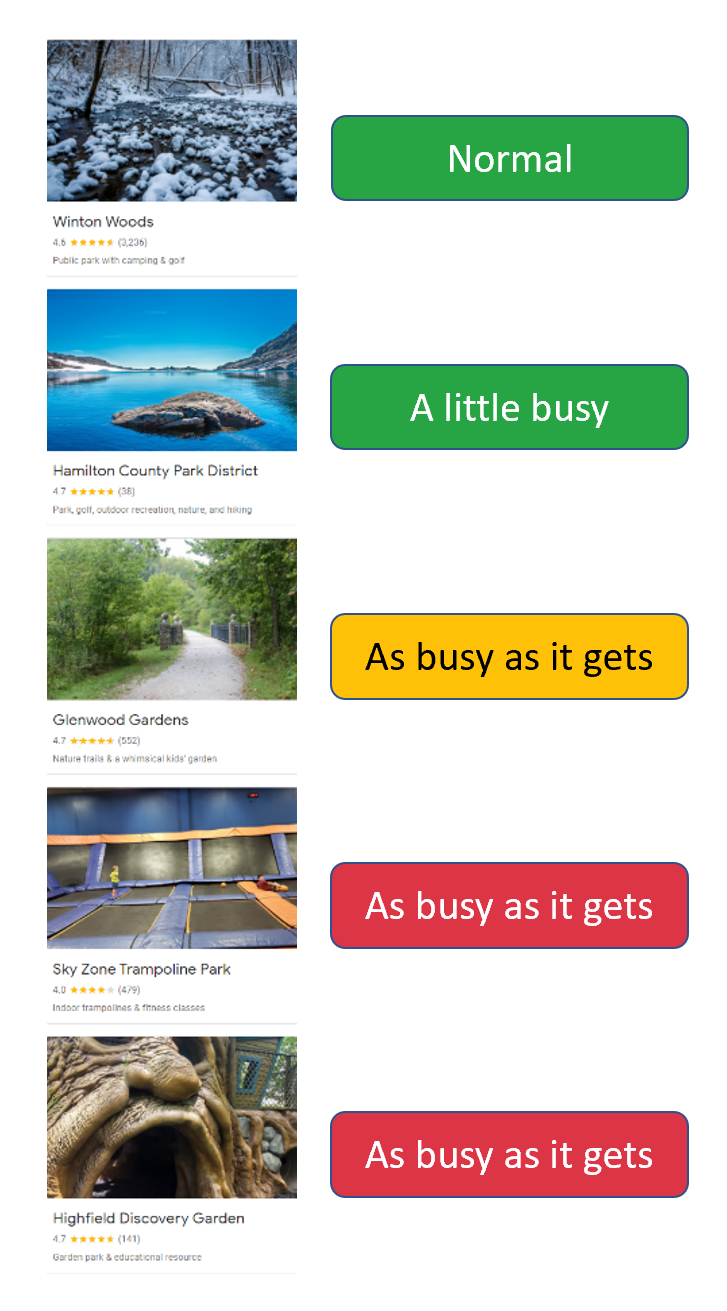 Winton Woods
4.6 (3,236)
Public park with camping & golf
Normal
Hamilton County Park District
4.7 (38)
Park, golf, outdoor recreation, nature, and hiking
A little busy
Glenwood Gardens
4.7 (552)
Nature trails & a whimsical kids' garden
As busy as it gets
Sky Zone Trampoline Park
4.0 (479)
Indoor trampolines & fitness classes
As busy as it gets
Highfield Discovery Garden
4.7 (141)
Garden park & educational resource
As busy as it gets